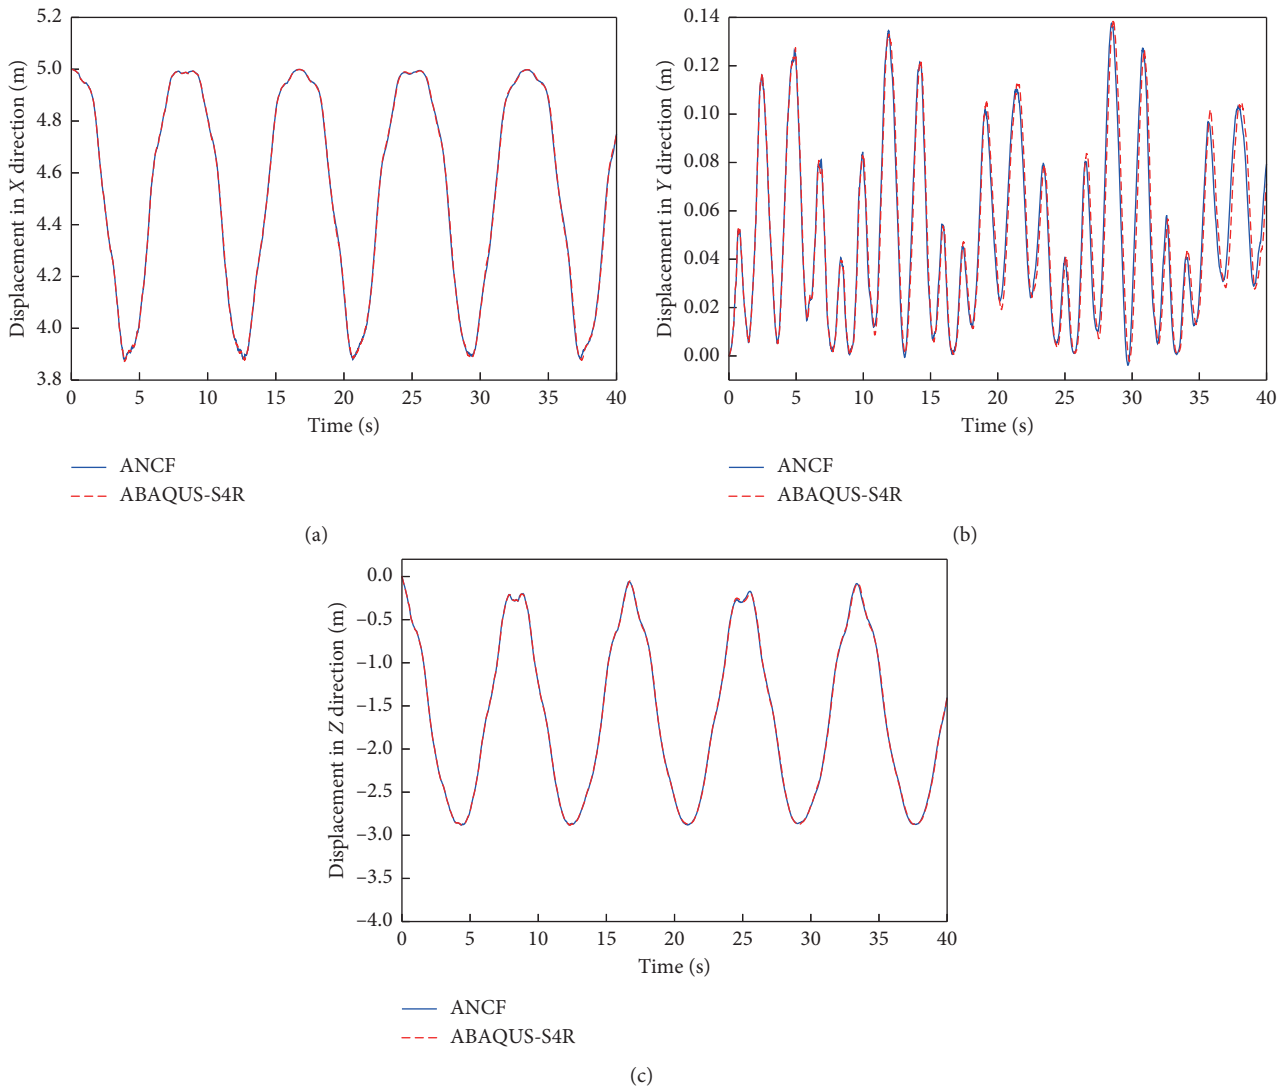 5.2
5.0
4.8
4.6
4.4
4.2
4.0
3.8
Displacement in X direction (m)
0 5 10 15 20 25 30 35 40
Time (s)
ANCF
ABAQUS-S4R
(a)
0.14
0.12
0.10
0.08
0.06
0.04
0.02
0.00
Displacement in Y direction (m)
0 5 10 15 20 25 30 35 40
Time (s)
ANCF
ABAQUS-S4R
(b)
0.0
–0.5
–1.0
–1.5
–2.0
–2.5
–3.0
–3.5
–4.0
Displacement in Z direction (m)
0 5 10 15 20 25 30 35 40
Time (s)
ANCF
ABAQUS-S4R
(c)